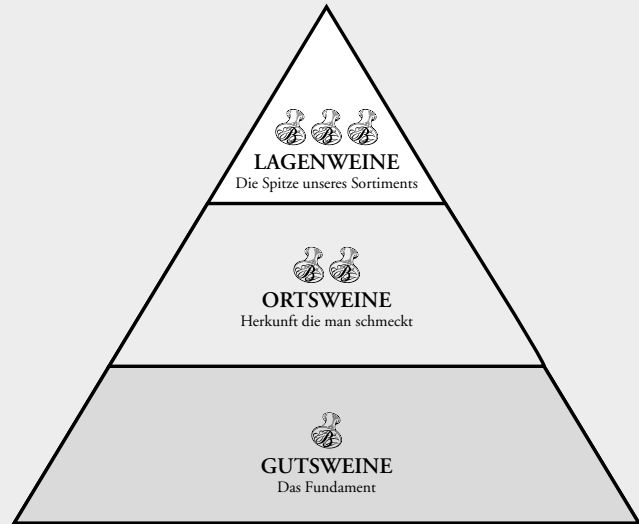 B B B
LAGENWEINE
Die Spitze unseres Sortiments
B B
ORTSWEINE
Herkunft die man schmeckt
B
GUTSWEINE
Das Fundament